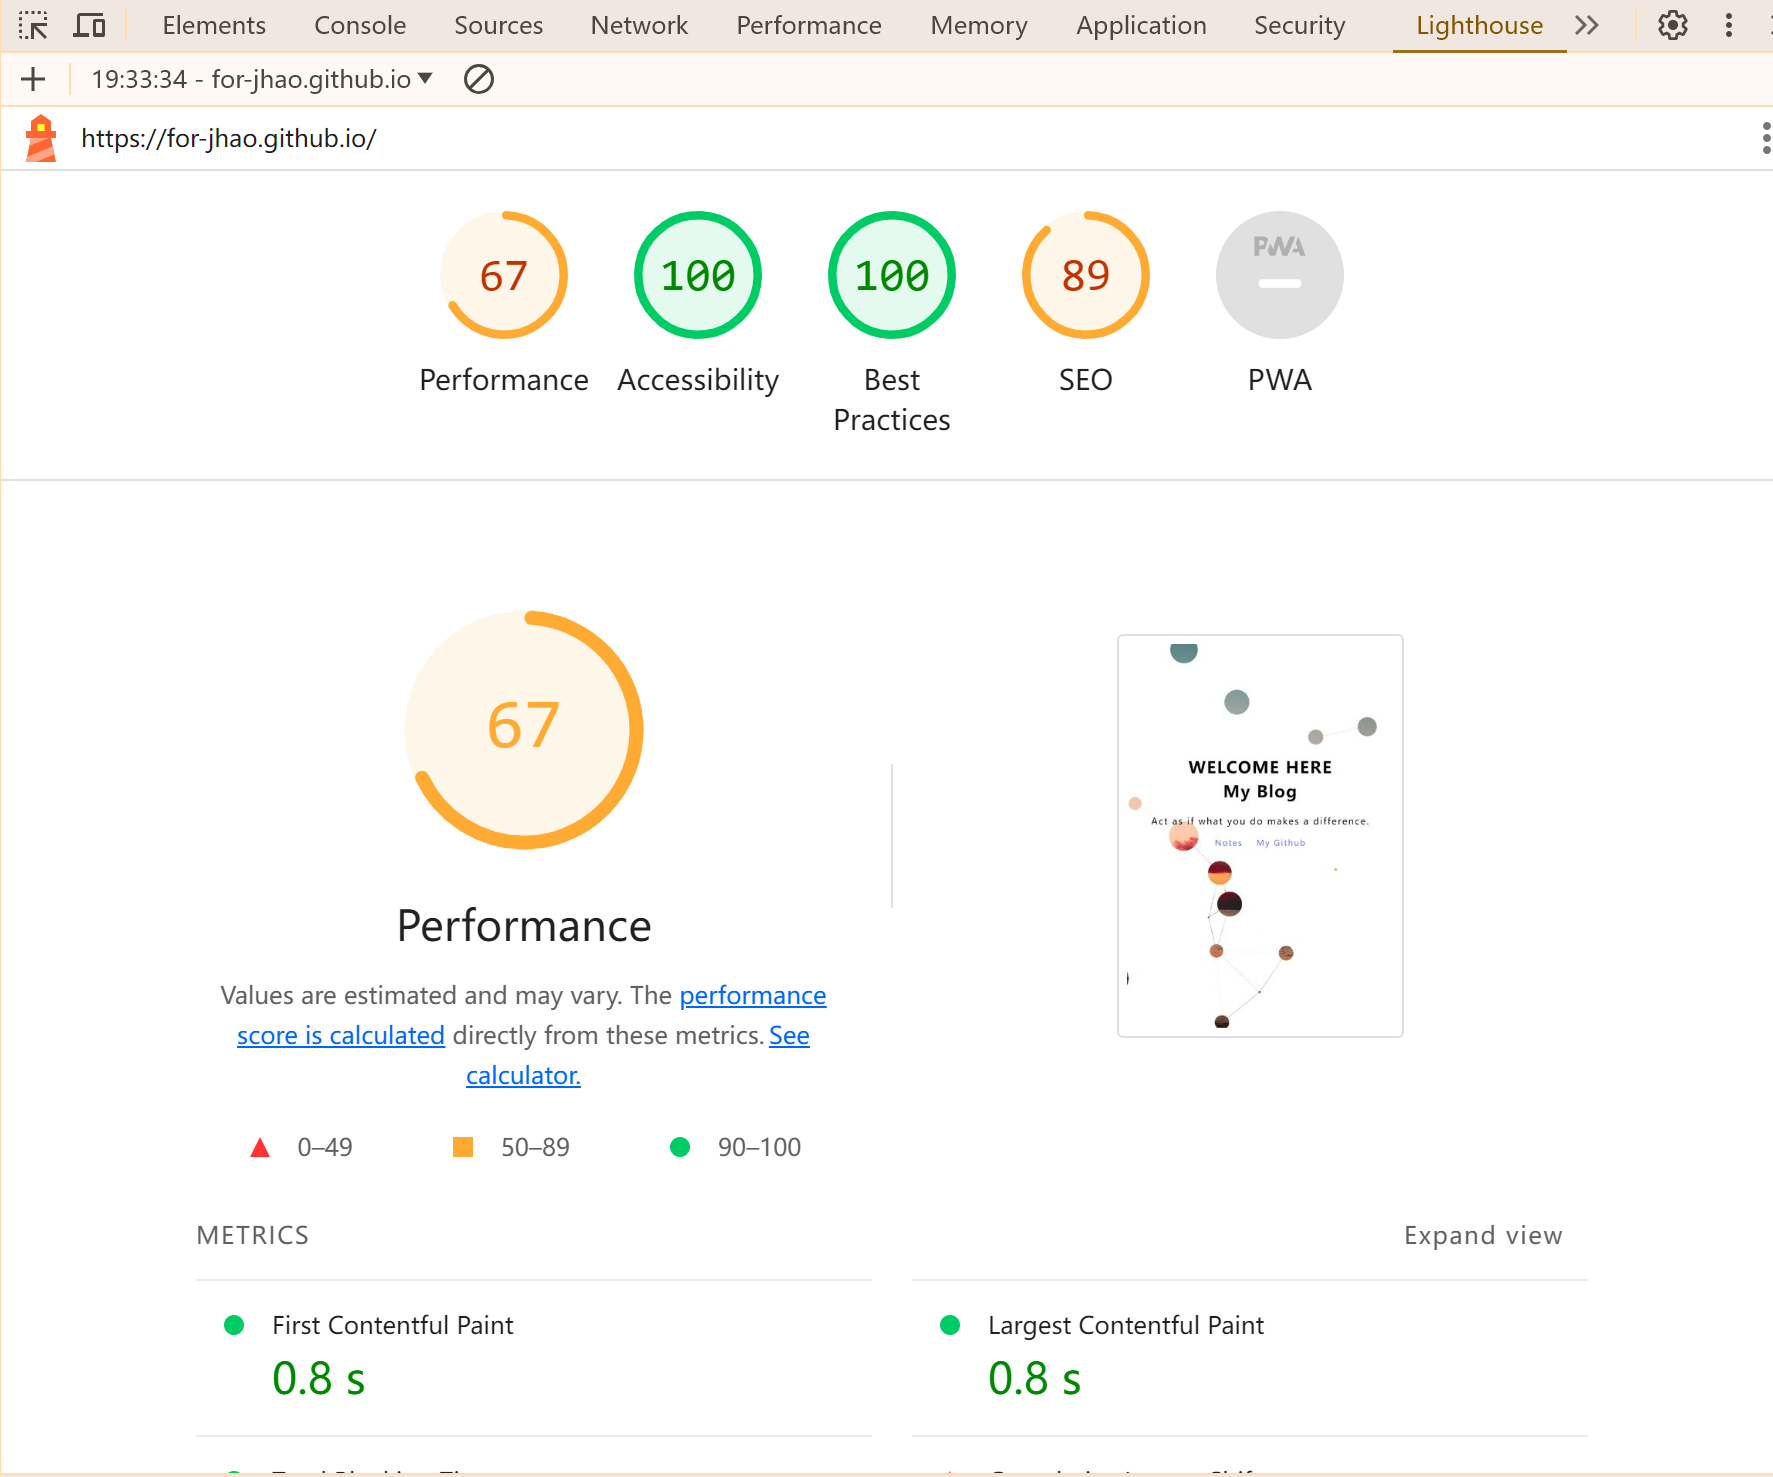 Elements Console Sources Network Performance Memory Application Security Lighthouse
19:33:34 - for-jhao.github.io
https://for-jhao.github.io/
67 100 100 89 PWA
Performance Accessibility Best Practices SEO PWA
67
Performance
Values are estimated and may vary. The performance
score is calculated directly from these metrics. See
calculator.
0–49 50–89 90–100
WELCOME HERE
My Blog
Act as if what you do makes a difference.
Notes My Github
METRICS Expand view
First Contentful Paint Largest Contentful Paint
0.8 s 0.8 s